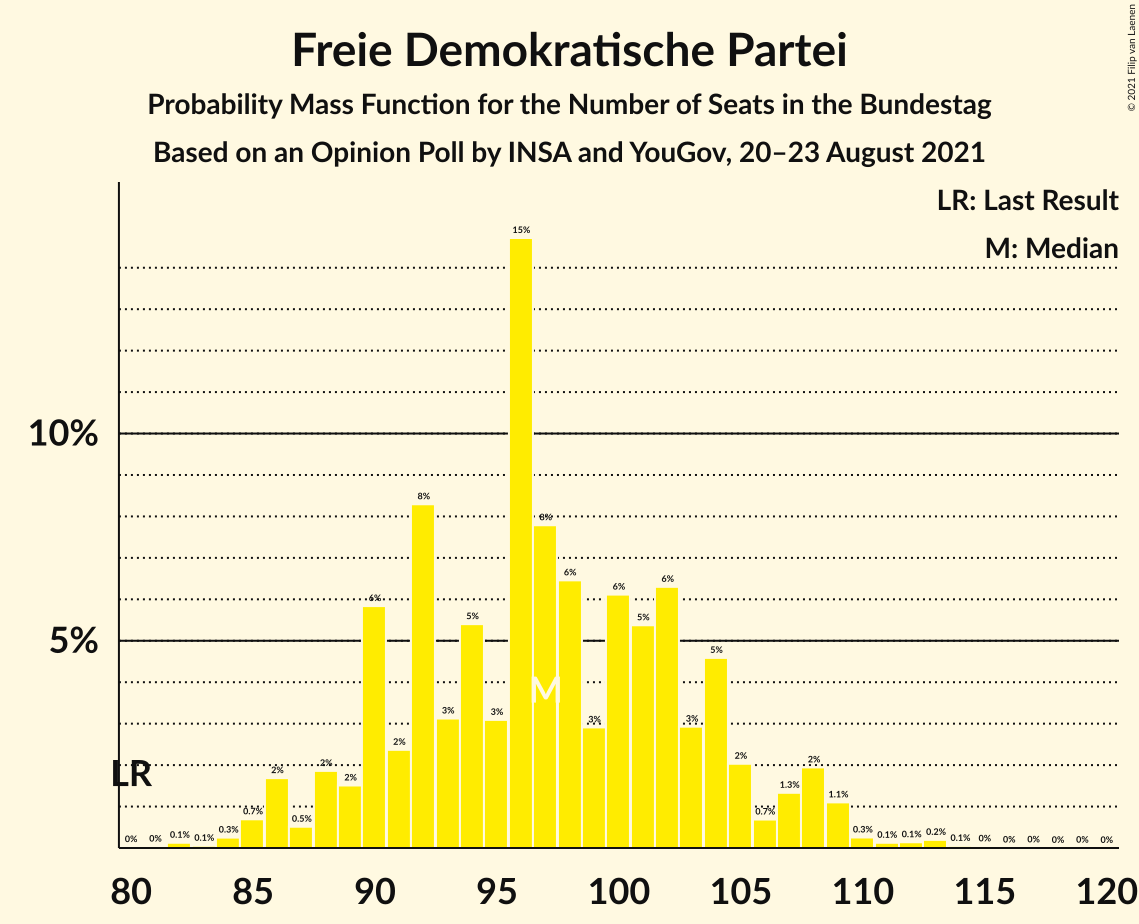 Freie Demokratische Partei
Probability Mass Function for the Number of Seats in the Bundestag
Based on an Opinion Poll by INSA and YouGov, 20–23 August 2021
© 2021 Filip van Laenen
LR: Last Result
M: Median
15%
10%
8%
8%
6%
6%
6%
6%
5%
5%
5%
5%
3%
3%
3%
3%
M
2%
LR
2%
2%
2%
2%
2%
1.3%
1.1%
0.7%
0.5%
0.7%
0% 0% 0.1% 0.1% 0.3%
0.3% 0.1% 0.1% 0.2% 0.1% 0% 0% 0% 0% 0% 0%
80 85 90 95 100 105 110 115 120